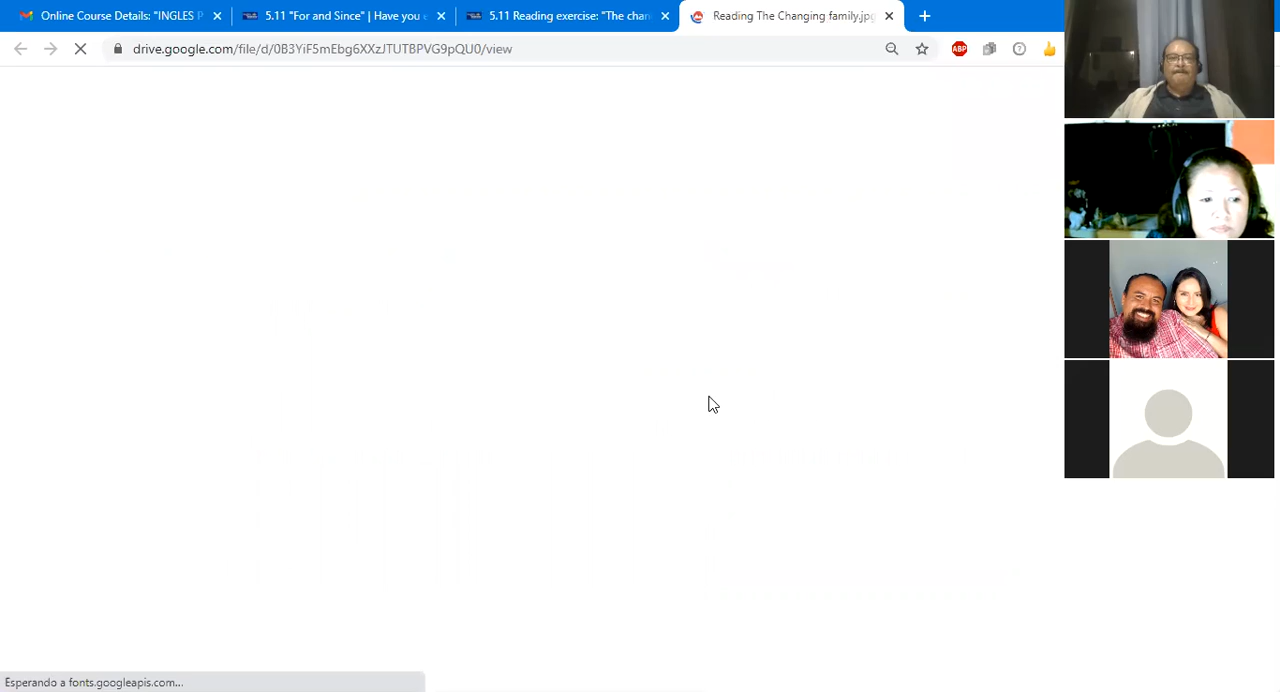 Online Course Details: "INGLES P
5.11 "For and Since" | Have you e
5.11 Reading exercise: "The chan
Reading The Changing family.jpg
drive.google.com/file/d/0B3YiF5mEbg6XXzJTUTBPVG9pQU0/view
ABP
Esperando a fonts.googleapis.com...